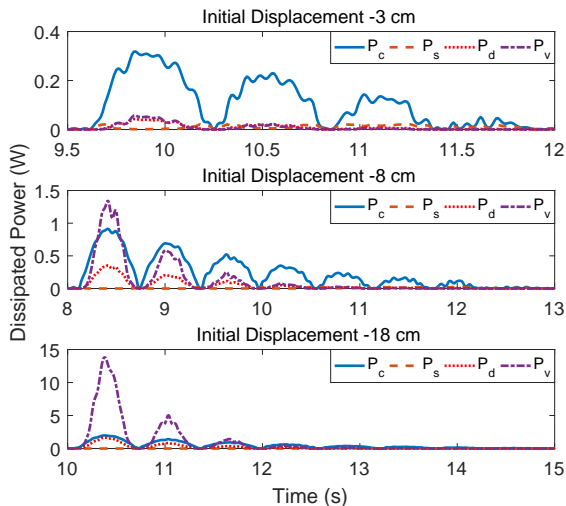 Initial Displacement -3 cm
0.4
0.2
0
P_c P_s P_d P_v
9.5 10 10.5 11 11.5 12
Initial Displacement -8 cm
Dissipated Power (W)
1.5
1
0.5
0
P_c P_s P_d P_v
8 9 10 11 12 13
Initial Displacement -18 cm
15
10
5
0
P_c P_s P_d P_v
10 11 12 13 14 15
Time (s)